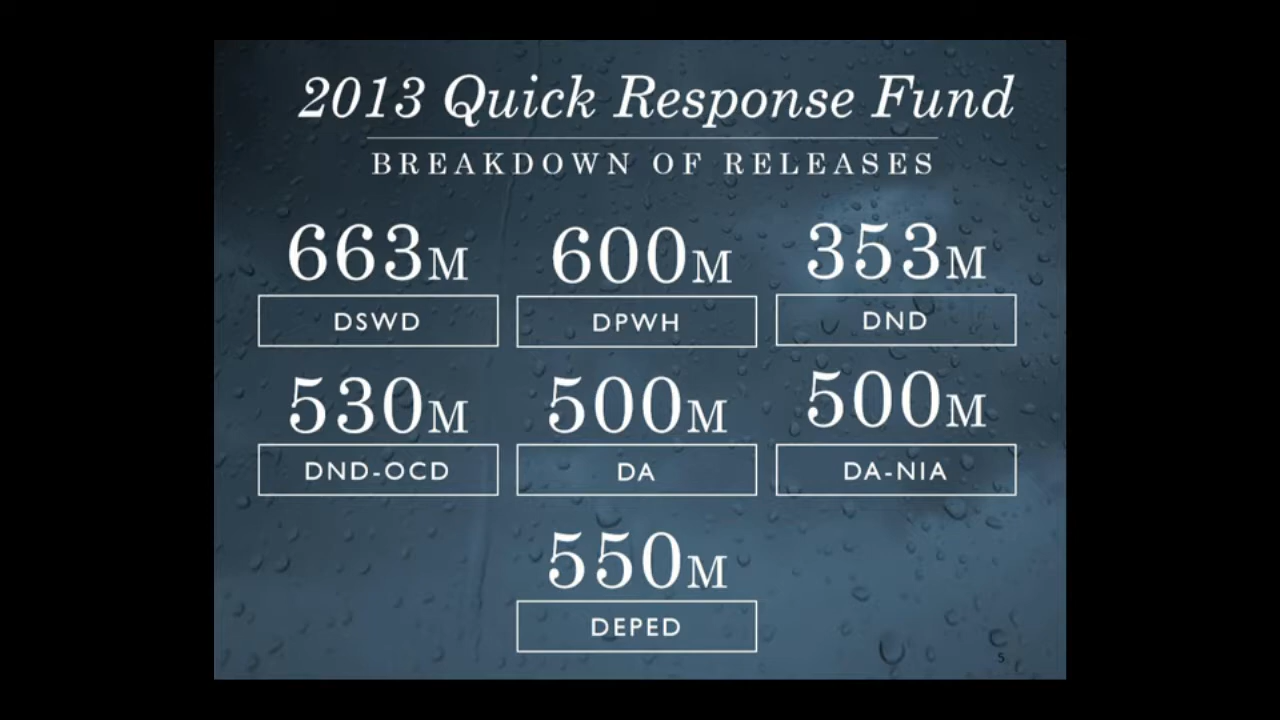 2013 Quick Response Fund
BREAKDOWN OF RELEASES
663M
600M
353M
DSWD
DPWH
DND
530M
500M
500M
DND-OCD
DA
DA-NIA
550M
DEPED
5